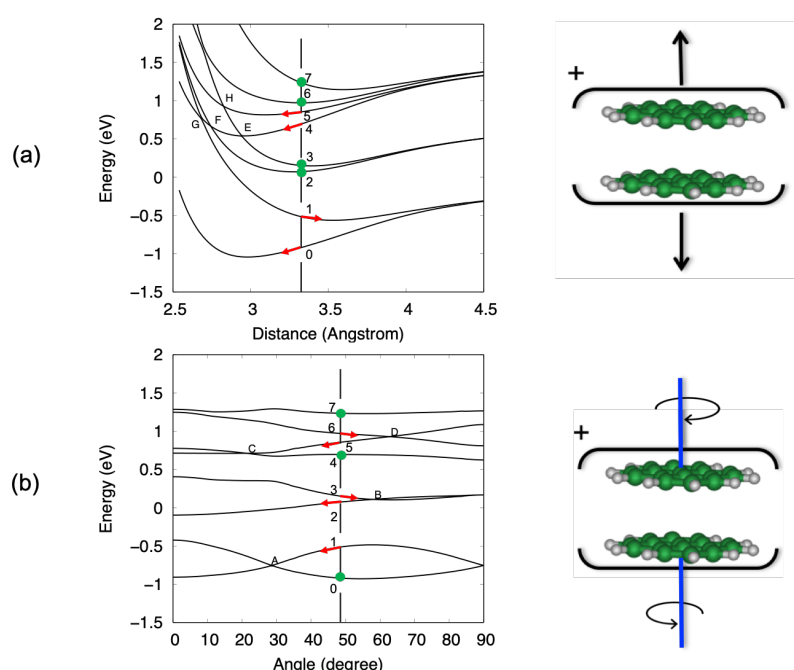 (a)
Energy (eV)
2
1.5
1
0.5
0
-0.5
-1
-1.5
7
6
H
5
G
F
E
4
3
2
1
0
2.5 3 3.5 4 4.5
Distance (Angstrom)
+
(b)
Energy (eV)
2
1.5
1
0.5
0
-0.5
-1
-1.5
7
6
D
C
5
4
3
B
2
1
A
0
0 10 20 30 40 50 60 70 80 90
Angle (degree)
+